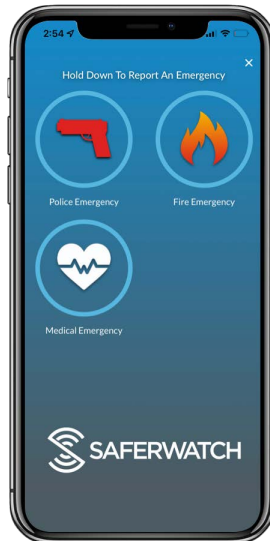 2:54
Hold Down To Report An Emergency
Police Emergency
Fire Emergency
Medical Emergency
SAFERWATCH